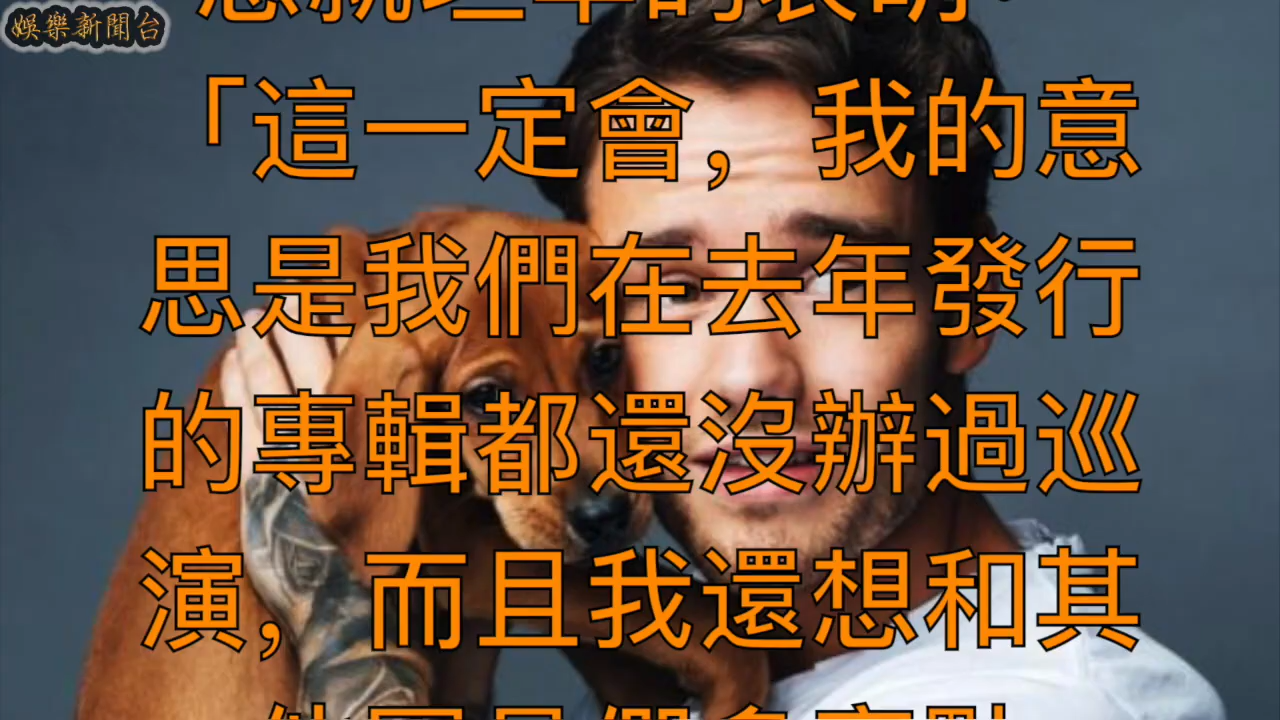 娛樂新聞台
「這一定會，我的意
思是我們在去年發行
的專輯都還沒辦過巡
演，而且我還想和其